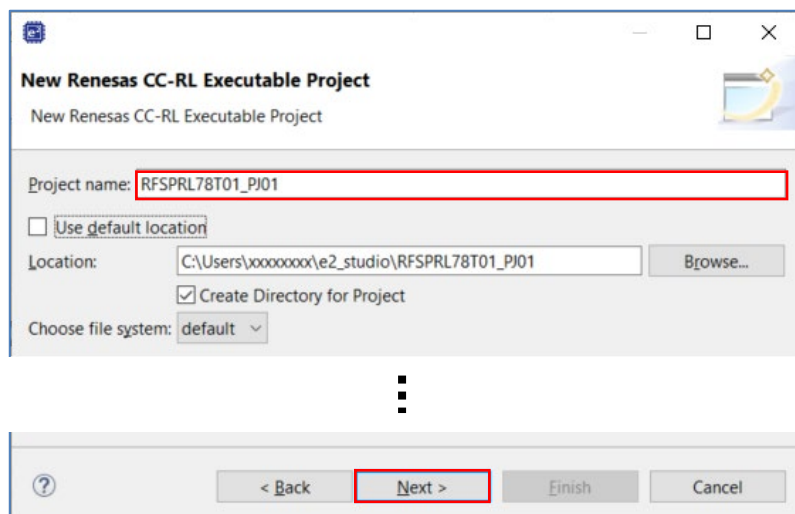 New Renesas CC-RL Executable Project
New Renesas CC-RL Executable Project
Project name: RFSPRL78T01_PJ01
Use default location
Location: C:\Users\xxxxxxxx\e2_studio\RFSPRL78T01_PJ01 Browse...
Create Directory for Project
Choose file system: default
< Back Next > Finish Cancel